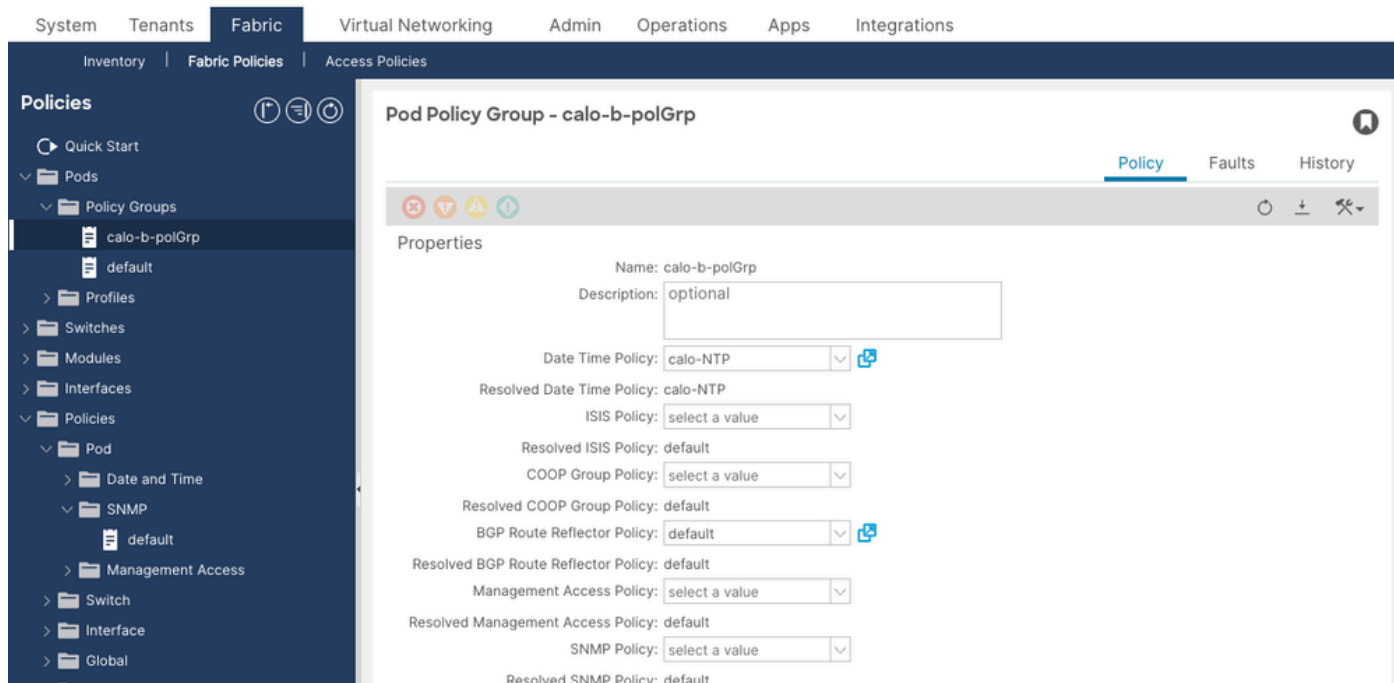 System Tenants Fabric Virtual Networking Admin Operations Apps Integrations
Inventory | Fabric Policies | Access Policies
Policies
Quick Start
Pods
Policy Groups
calo-b-polGrp
default
Profiles
Switches
Modules
Interfaces
Policies
Pod
Date and Time
SNMP
default
Management Access
Switch
Interface
Global
Pod Policy Group - calo-b-polGrp
Policy Faults History
Properties
Name: calo-b-polGrp
Description: optional
Date Time Policy: calo-NTP
Resolved Date Time Policy: calo-NTP
ISIS Policy: select a value
Resolved ISIS Policy: default
COOP Group Policy: select a value
Resolved COOP Group Policy: default
BGP Route Reflector Policy: default
Resolved BGP Route Reflector Policy: default
Management Access Policy: select a value
Resolved Management Access Policy: default
SNMP Policy: select a value
Resolved SNMP Policy: default